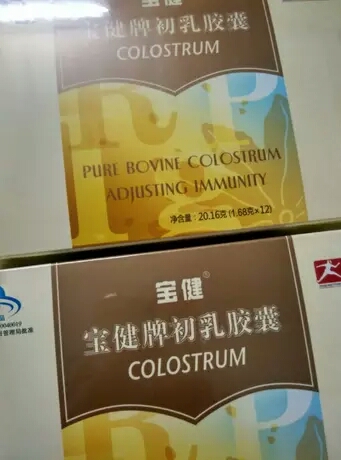 宝健
宝健牌初乳胶囊
COLOSTRUM
PURE BOVINE COLOSTRUM
ADJUSTING IMMUNITY
净含量：20.16克(1.68克×12)
宝健®
宝健牌初乳胶囊
COLOSTRUM